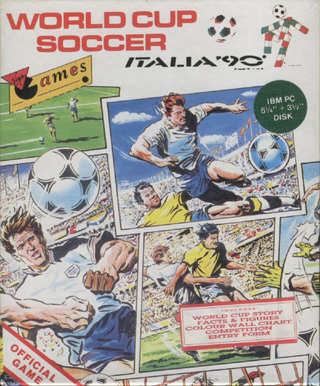 WORLD CUP
SOCCER
ITALIA'90
Virgin
Games!
IBM PC
5¼" + 3½"
DISK
INCLUDES
WORLD CUP STORY
FACTS & FIGURES
COLOUR WALL CHART
COMPETITION
ENTRY FORM
OFFICIAL
GAME